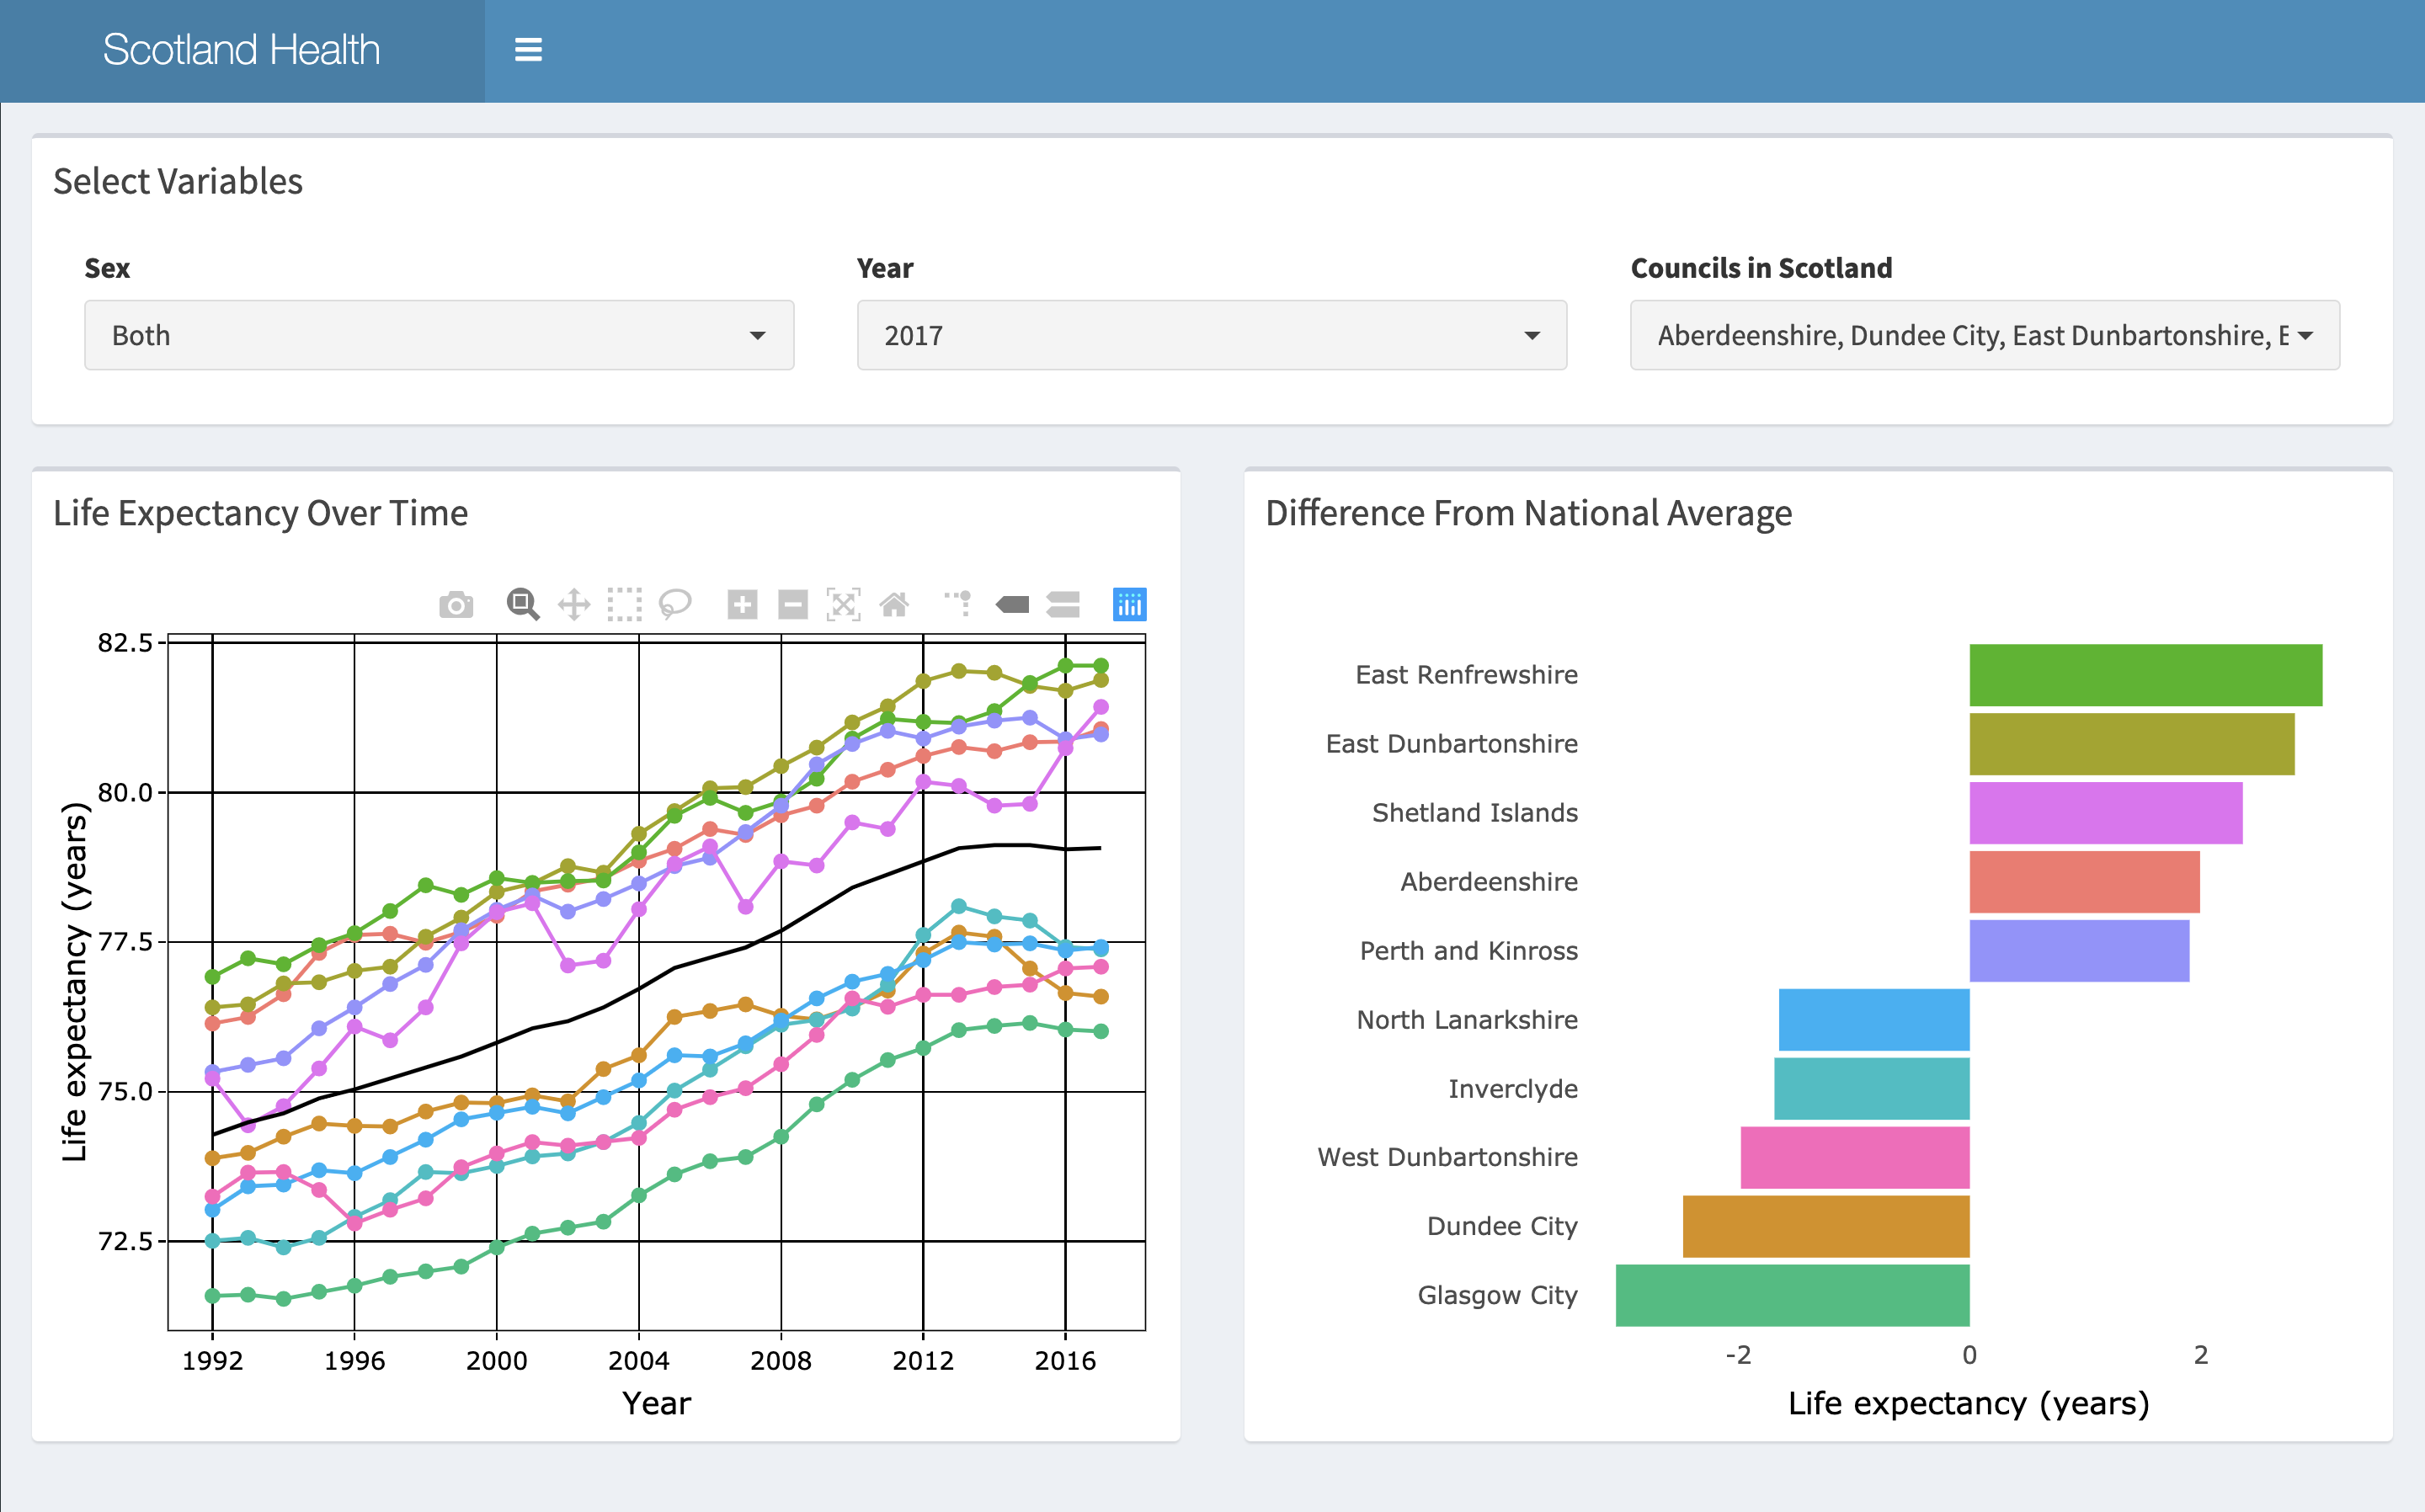 Scotland Health
Select Variables
Sex
Year
Councils in Scotland
Both
2017
Aberdeenshire, Dundee City, East Dunbartonshire, E
Life Expectancy Over Time
82.5
80.0
77.5
75.0
72.5
Life expectancy (years)
1992
1996
2000
2004
2008
2012
2016
Year
Difference From National Average
East Renfrewshire
East Dunbartonshire
Shetland Islands
Aberdeenshire
Perth and Kinross
North Lanarkshire
Inverclyde
West Dunbartonshire
Dundee City
Glasgow City
-2
0
2
Life expectancy (years)